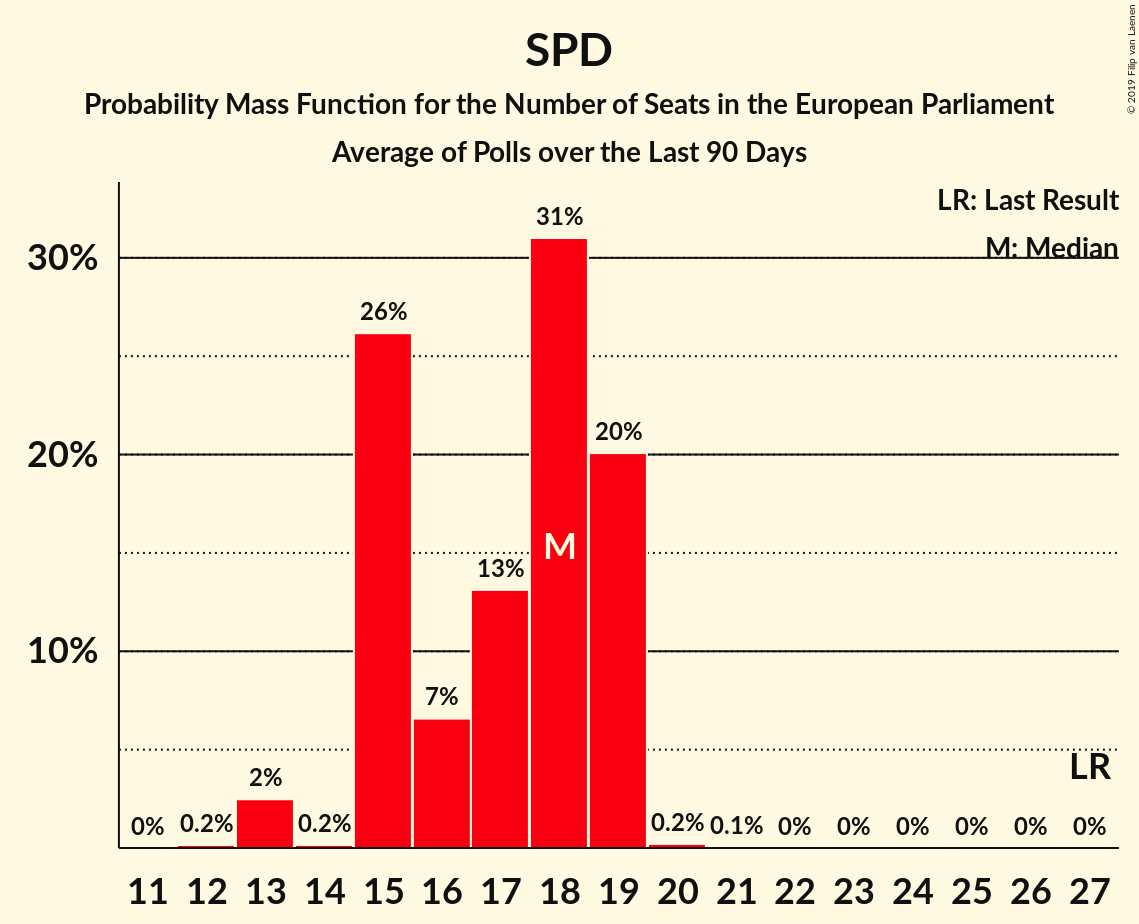 © 2019 Filip van Laenen
SPD
Probability Mass Function for the Number of Seats in the European Parliament
Average of Polls over the Last 90 Days
LR: Last Result
M: Median
30%
20%
10%
0%
0.2%
2%
0.2%
26%
7%
13%
31%
20%
0.2%
0.1%
0%
0%
0%
0%
0%
0%
M
LR
11 12 13 14 15 16 17 18 19 20 21 22 23 24 25 26 27